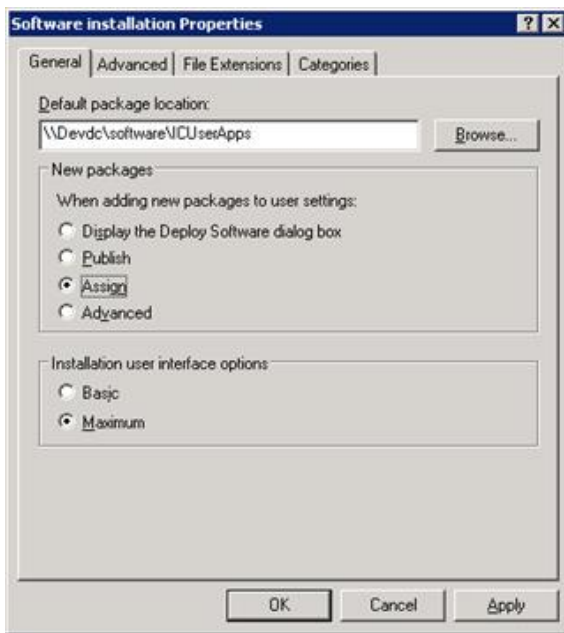 Software installation Properties
General Advanced File Extensions Categories
Default package location:
\\Devdc\software\ICUserApps
Browse...
New packages
When adding new packages to user settings:
Display the Deploy Software dialog box
Publish
Assign
Advanced
Installation user interface options
Basic
Maximum
OK Cancel Apply